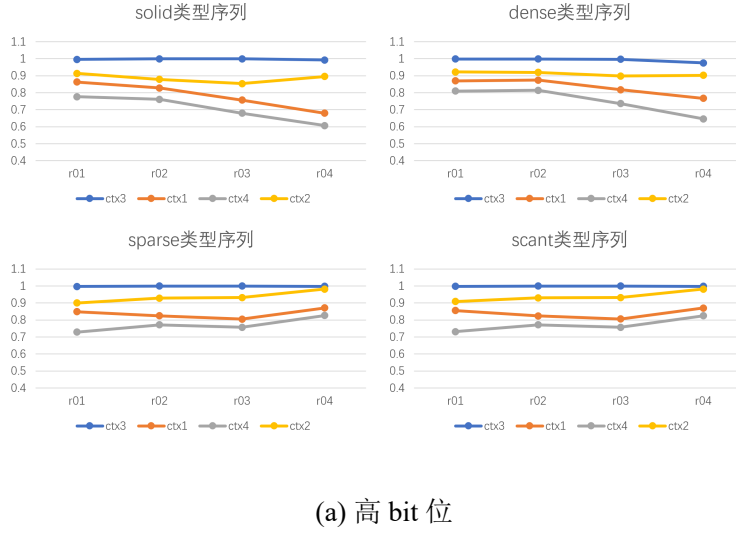 solid类型序列
1.1
1
0.9
0.8
0.7
0.6
0.5
0.4
r01 r02 r03 r04
ctx3 ctx1 ctx4 ctx2
dense类型序列
1.1
1
0.9
0.8
0.7
0.6
0.5
0.4
r01 r02 r03 r04
ctx3 ctx1 ctx4 ctx2
sparse类型序列
1.1
1
0.9
0.8
0.7
0.6
0.5
0.4
r01 r02 r03 r04
ctx3 ctx1 ctx4 ctx2
scant类型序列
1.1
1
0.9
0.8
0.7
0.6
0.5
0.4
r01 r02 r03 r04
ctx3 ctx1 ctx4 ctx2
(a) 高 bit 位